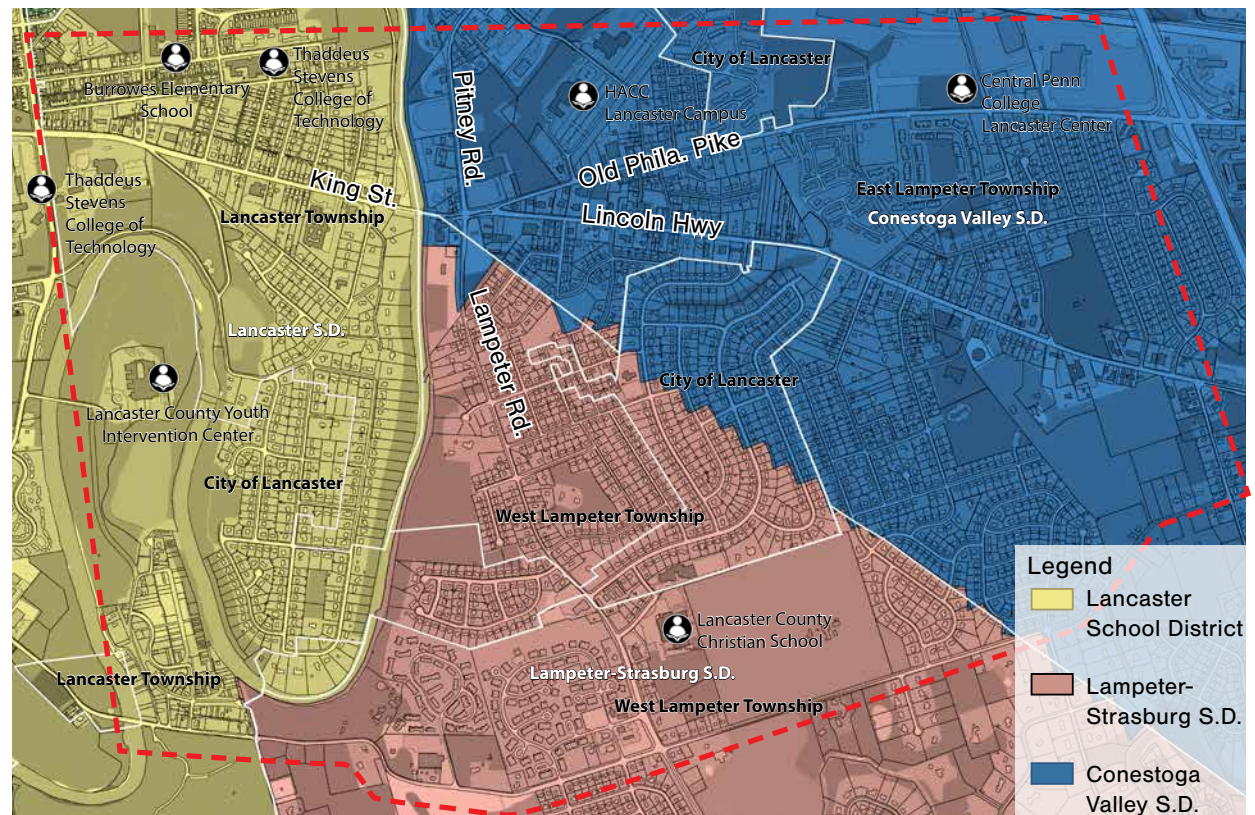 Burrowes Elementary
School
Thaddeus
Stevens
College of
Technology
Pitney Rd.
HACC
Lancaster Campus
City of Lancaster
Central Penn
College
Lancaster Center
Old Phila. Pike
Thaddeus
Stevens
College of
Technology
King St.
Lancaster Township
Lincoln Hwy
East Lampeter Township
Conestoga Valley S.D.
Lancaster S.D.
Lampeter Rd.
City of Lancaster
Lancaster County Youth
Intervention Center
City of Lancaster
West Lampeter Township
Lancaster County
Christian School
Lancaster Township
Lampeter-Strasburg S.D.
West Lampeter Township
Legend
Lancaster
School District
Lampeter-
Strasburg S.D.
Conestoga
Valley S.D.